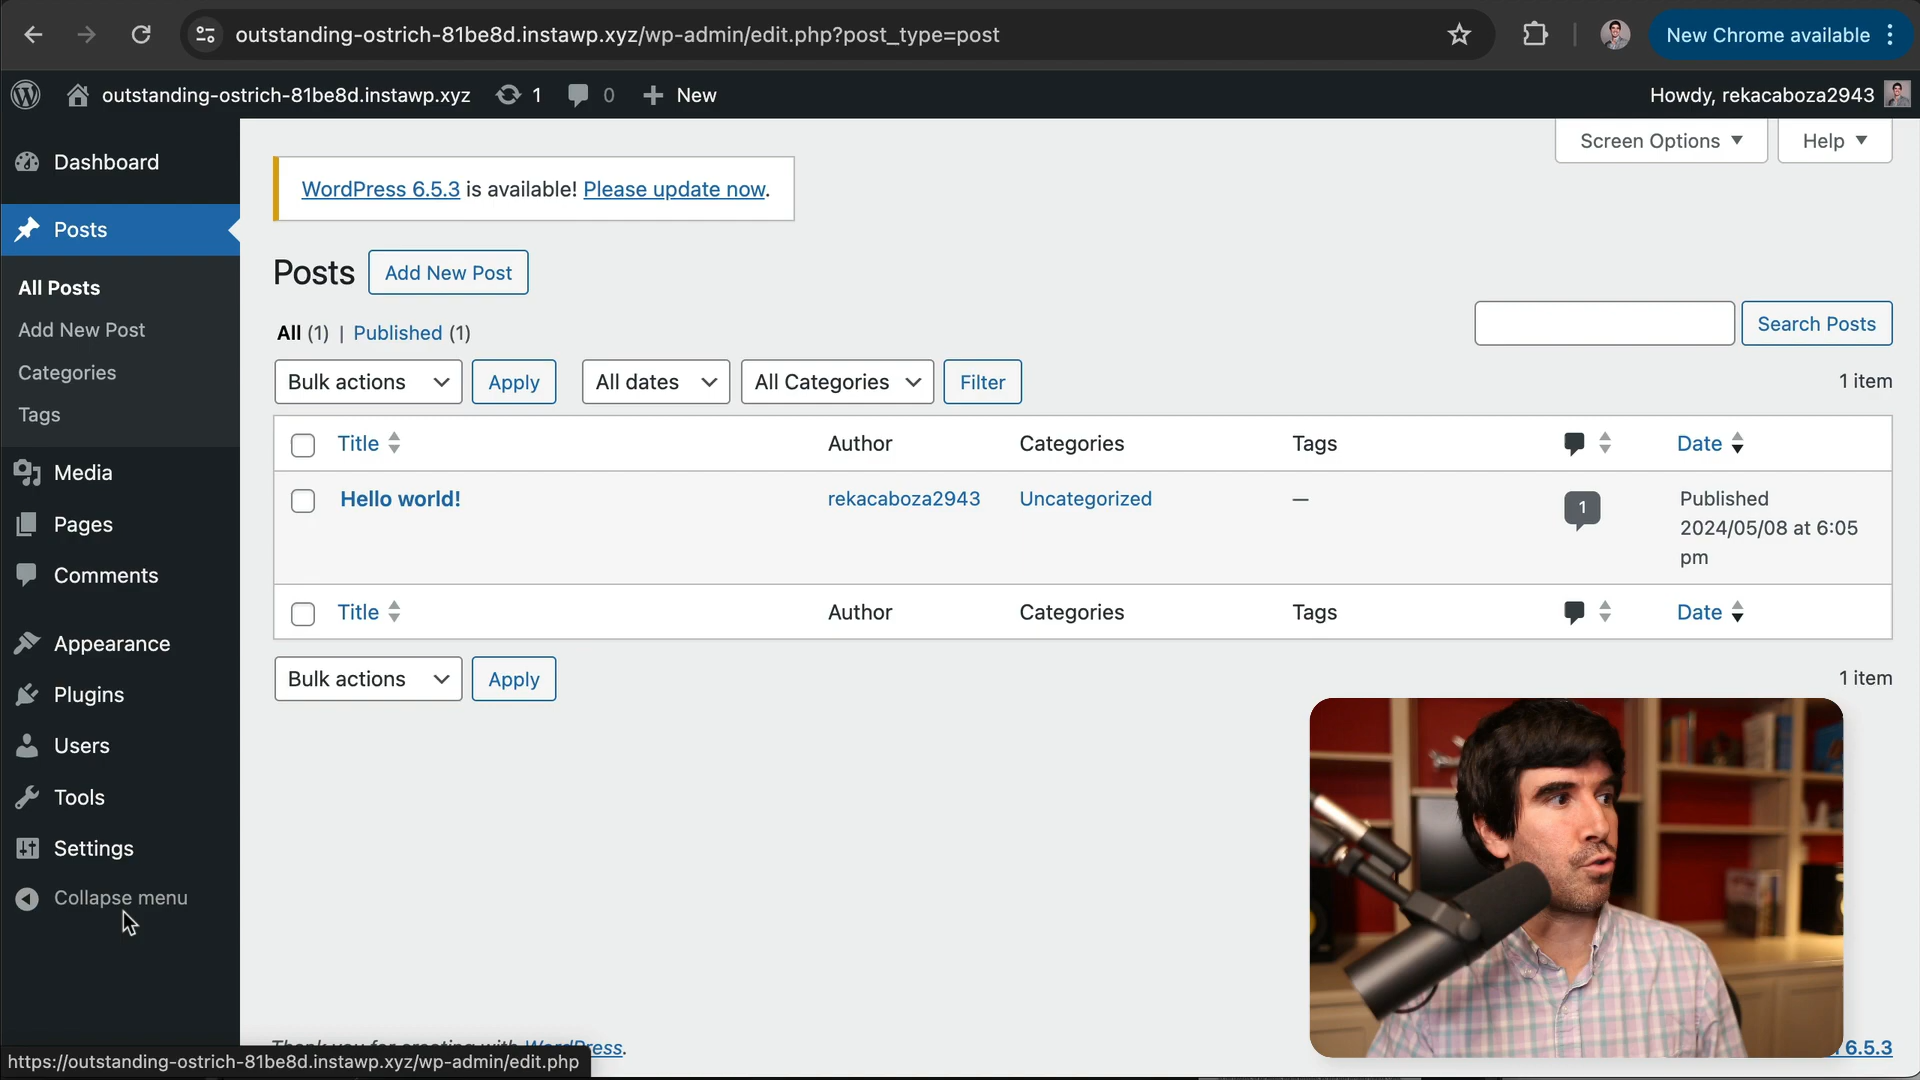 outstanding-ostrich-81be8d.instawp.xyz/wp-admin/edit.php?post_type=post
New Chrome available
outstanding-ostrich-81be8d.instawp.xyz
1
0
New
Howdy, rekacaboza2943
Screen Options
Help
Dashboard
Posts
All Posts
Add New Post
Categories
Tags
Media
Pages
Comments
Appearance
Plugins
Users
Tools
Settings
Collapse menu
WordPress 6.5.3 is available! Please update now.
Posts
Add New Post
All (1) | Published (1)
Search Posts
Bulk actions
Apply
All dates
All Categories
Filter
1 item
Title
Author
Categories
Tags
Date
Hello world!
rekacaboza2943
Uncategorized
—
1
Published
2024/05/08 at 6:05
pm
Title
Author
Categories
Tags
Date
Bulk actions
Apply
1 item
Thank you for creating with WordPress.
6.5.3
https://outstanding-ostrich-81be8d.instawp.xyz/wp-admin/edit.php